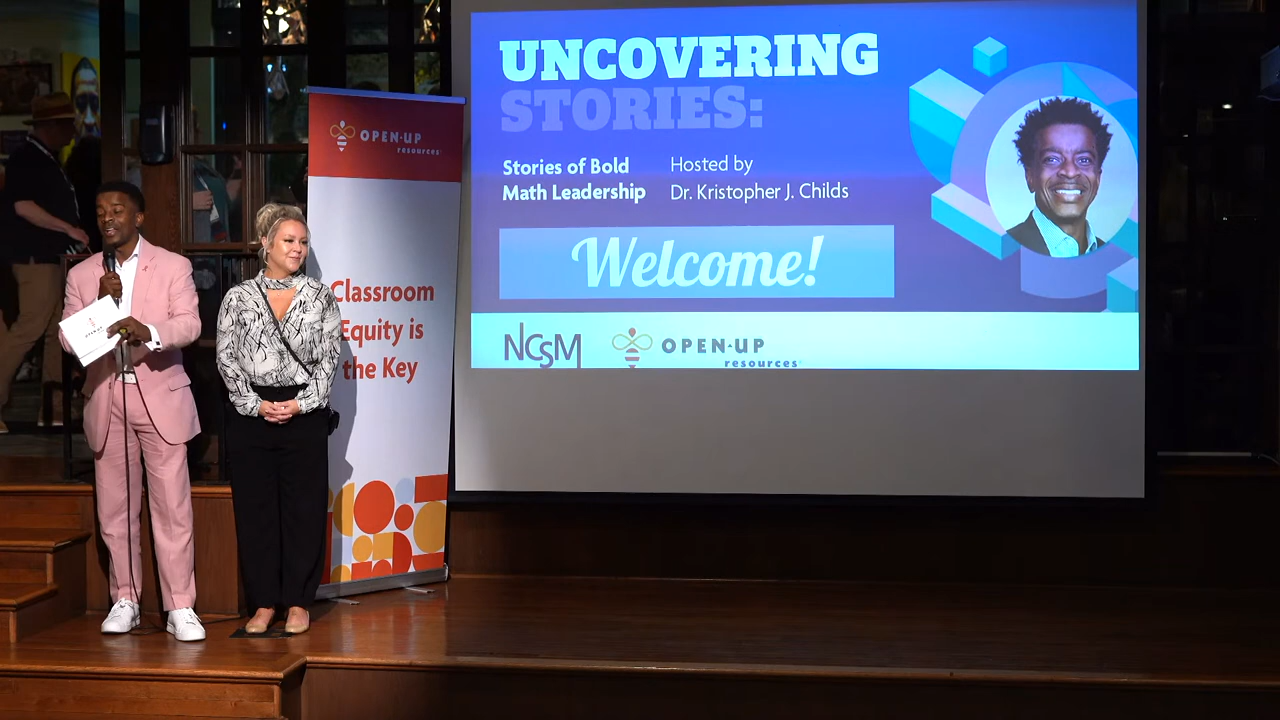 OPEN-UP
resources
Classroom
Equity is
the Key
UNCOVERING
STORIES:
Stories of Bold
Math Leadership
Hosted by
Dr. Kristopher J. Childs
Welcome!
NCSM
OPEN-UP
resources